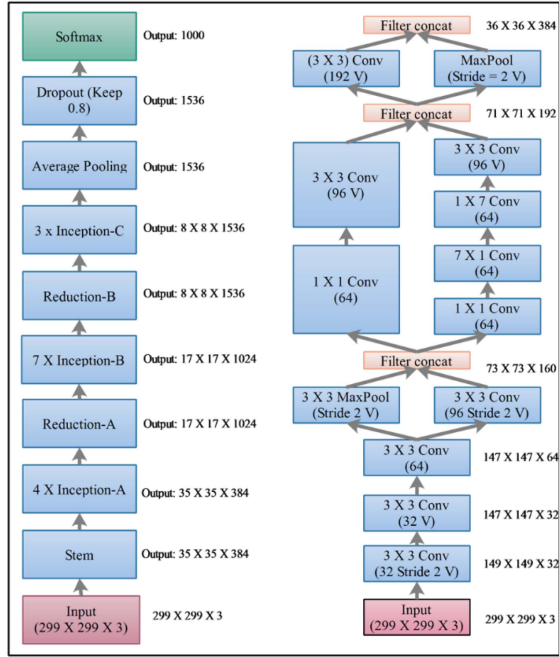 Softmax
Output: 1000
Dropout (Keep
0.8)
Output: 1536
Average Pooling
Output: 1536
3 x Inception-C
Output: 8 X 8 X 1536
Reduction-B
Output: 8 X 8 X 1536
7 X Inception-B
Output: 17 X 17 X 1024
Reduction-A
Output: 17 X 17 X 1024
4 X Inception-A
Output: 35 X 35 X 384
Stem
Output: 35 X 35 X 384
Input
(299 X 299 X 3)
299 X 299 X 3
Filter concat
36 X 36 X 384
(3 X 3) Conv
(192 V)
MaxPool
(Stride = 2 V)
Filter concat
71 X 71 X 192
3 X 3 Conv
(96 V)
1 X 1 Conv
(64)
3 X 3 Conv
(96 V)
1 X 7 Conv
(64)
7 X 1 Conv
(64)
1 X 1 Conv
(64)
Filter concat
73 X 73 X 160
3 X 3 MaxPool
(Stride 2 V)
3 X 3 Conv
(96 Stride 2 V)
3 X 3 Conv
(64)
147 X 147 X 64
3 X 3 Conv
(32 V)
147 X 147 X 32
3 X 3 Conv
(32 Stride 2 V)
149 X 149 X 32
Input
(299 X 299 X 3)
299 X 299 X 3